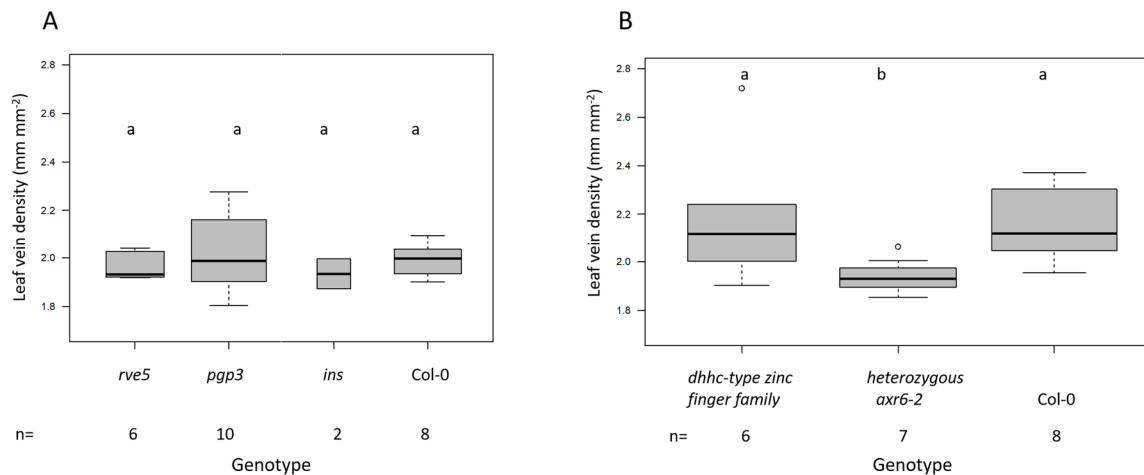 A
Leaf vein density (mm mm⁻²)
2.8
2.6
2.4
2.2
2.0
1.8
a a a a
rve5 pgp3 ins Col-0
n= 6 10 2 8
Genotype
B
Leaf vein density (mm mm⁻²)
2.8
2.6
2.4
2.2
2.0
1.8
a b a
dhhc-type zinc heterozygous
finger family axr6-2 Col-0
n= 6 7 8
Genotype